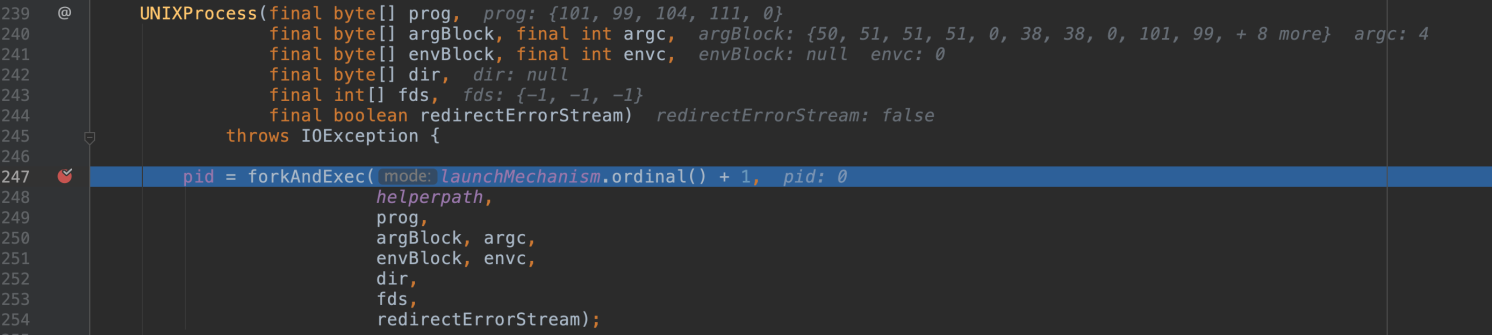 239 @ UNIXProcess(final byte[] prog, prog: {101, 99, 104, 111, 0}
240 final byte[] argBlock, final int argc, argBlock: {50, 51, 51, 51, 0, 38, 38, 0, 101, 99, + 8 more} argc: 4
241 final byte[] envBlock, final int envc, envBlock: null envc: 0
242 final byte[] dir, dir: null
243 final int[] fds, fds: {-1, -1, -1}
244 final boolean redirectErrorStream) redirectErrorStream: false
245 throws IOException {
246
247 pid = forkAndExec( mode: launchMechanism.ordinal() + 1, pid: 0
248 helperpath,
249 prog,
250 argBlock, argc,
251 envBlock, envc,
252 dir,
253 fds,
254 redirectErrorStream);